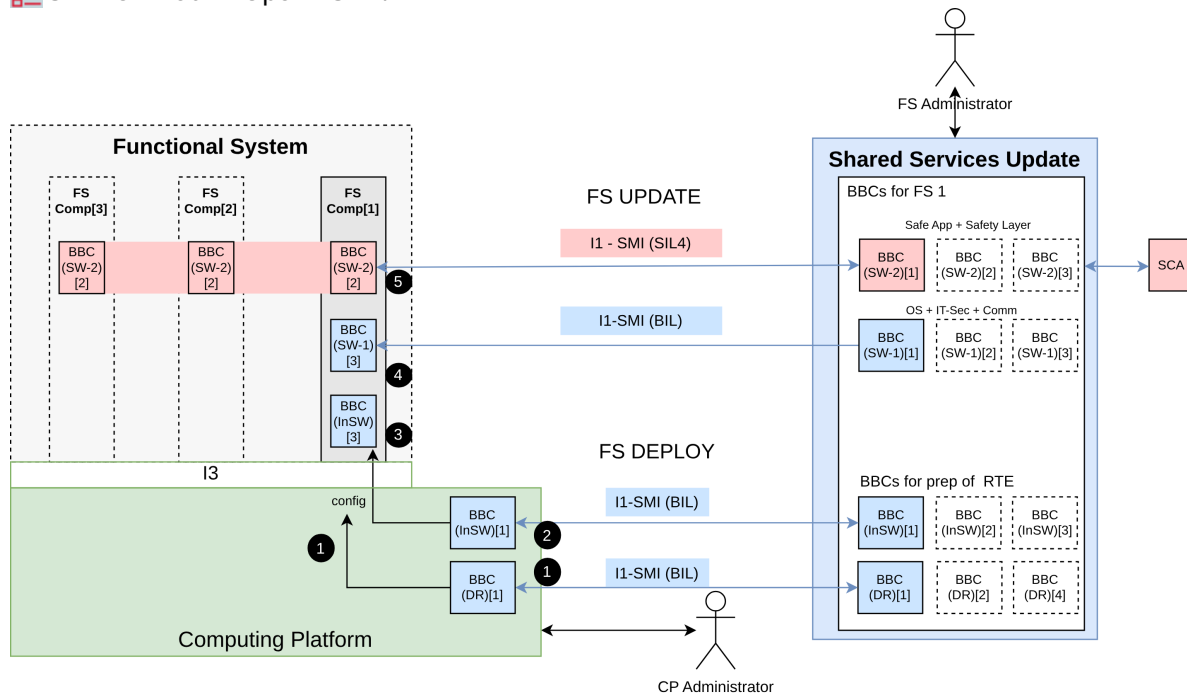 FS Administrator
Functional System
Shared Services Update
FS
Comp[3]
FS
Comp[2]
FS
Comp[1]
FS UPDATE
BBCs for FS 1
Safe App + Safety Layer
BBC
(SW-2)
[2]
BBC
(SW-2)
[2]
BBC
(SW-2)
[2]
5
I1 - SMI (SIL4)
BBC
(SW-2)[1]
BBC
(SW-2)[2]
BBC
(SW-2)[3]
SCA
OS + IT-Sec + Comm
BBC
(SW-1)
[3]
4
I1-SMI (BIL)
BBC
(SW-1)[1]
BBC
(SW-1)[2]
BBC
(SW-1)[3]
BBC
(InSW)
[3]
3
FS DEPLOY
I3
BBCs for prep of RTE
config
1
BBC
(InSW)[1]
2
I1-SMI (BIL)
BBC
(InSW)[1]
BBC
(InSW)[2]
BBC
(InSW)[3]
BBC
(DR)[1]
1
I1-SMI (BIL)
BBC
(DR)[1]
BBC
(DR)[2]
BBC
(DR)[4]
Computing Platform
CP Administrator